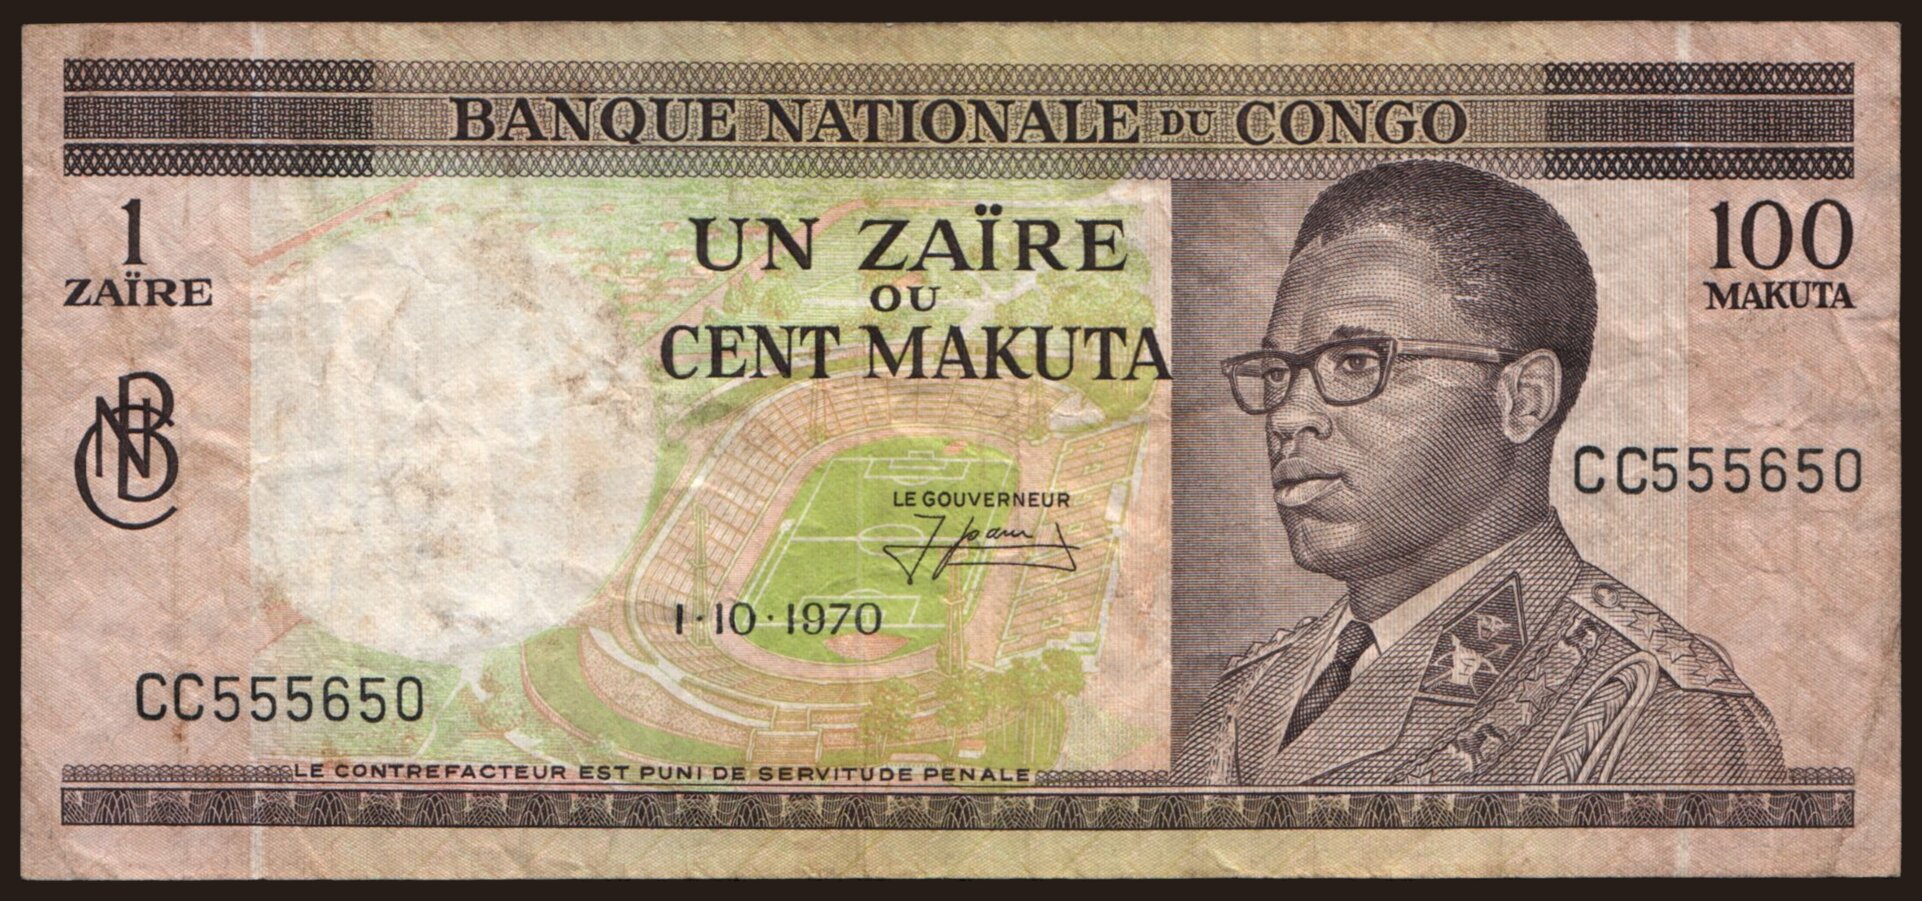 BANQUE NATIONALE DU CONGO
1
ZAÏRE
UN ZAÏRE
OU
CENT MAKUTA
100
MAKUTA
BNC
CC555650
LE GOUVERNEUR
1·10·1970
CC555650
LE CONTREFACTEUR EST PUNI DE SERVITUDE PENALE